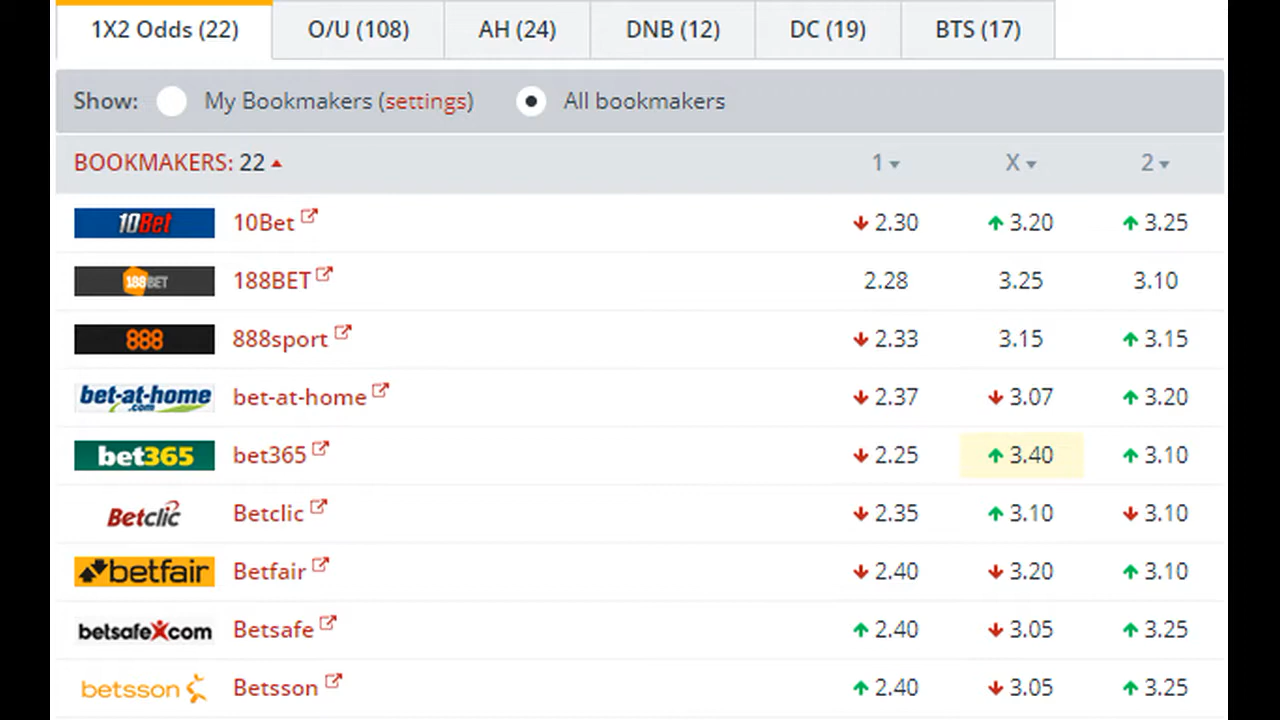 1X2 Odds (22) O/U (108) AH (24) DNB (12) DC (19) BTS (17)
Show: My Bookmakers (settings) All bookmakers
BOOKMAKERS: 22 1 X 2
10Bet 10Bet 2.30 3.20 3.25
188BET 188BET 2.28 3.25 3.10
888 888sport 2.33 3.15 3.15
bet-at-home .com bet-at-home 2.37 3.07 3.20
bet365 bet365 2.25 3.40 3.10
Betclic Betclic 2.35 3.10 3.10
betfair Betfair 2.40 3.20 3.10
betsafe.com Betsafe 2.40 3.05 3.25
betsson Betsson 2.40 3.05 3.25